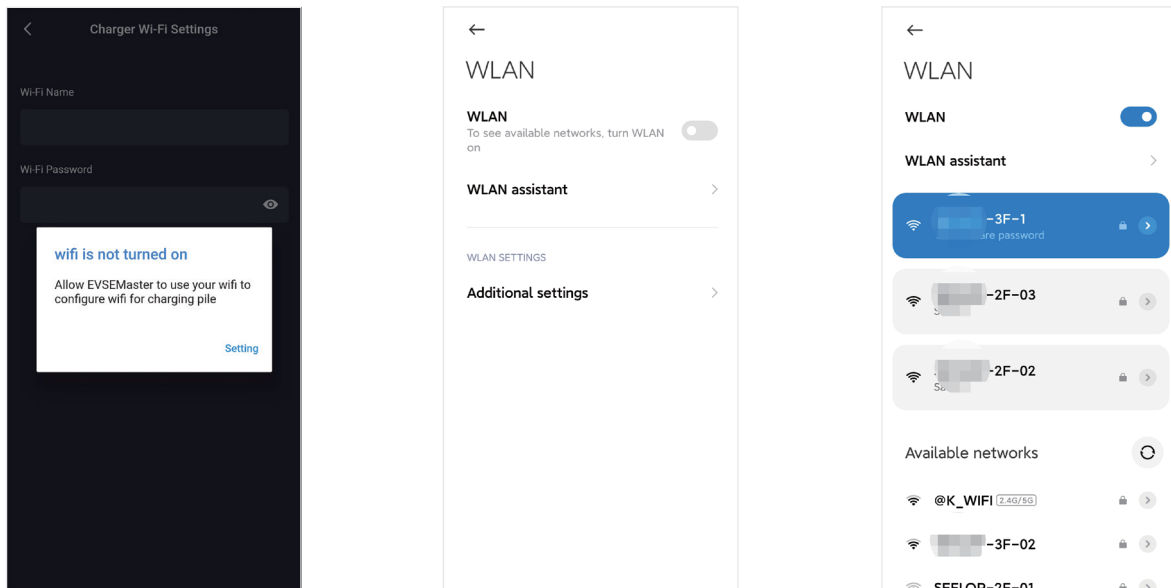 Charger Wi-Fi Settings
Wi-Fi Name
Wi-Fi Password
wifi is not turned on
Allow EVSEMaster to use your wifi to
configure wifi for charging pile
Setting
WLAN
WLAN
To see available networks, turn WLAN
on
WLAN assistant
WLAN SETTINGS
Additional settings
WLAN
WLAN
WLAN assistant
-3F-1
are password
-2F-03
-2F-02
Available networks
@K_WIFI 2.4G/5G
-3F-02